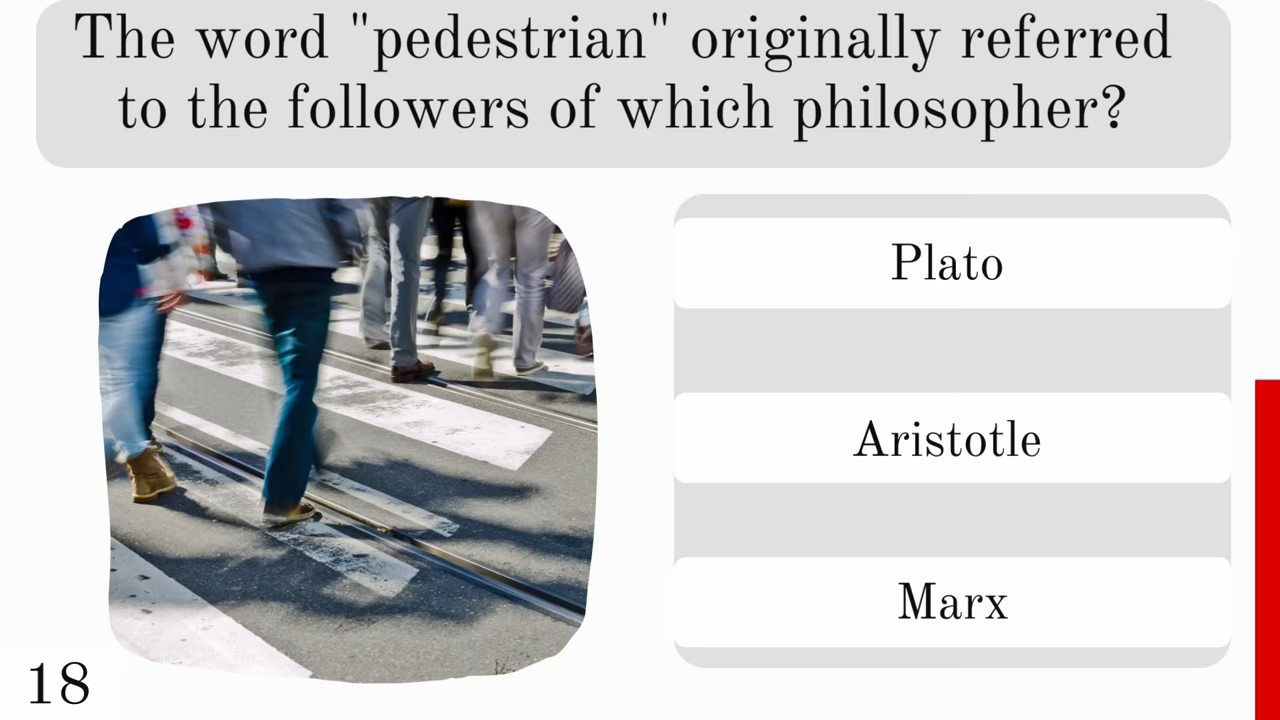 The word "pedestrian" originally referred
to the followers of which philosopher?
Plato
Aristotle
Marx
18